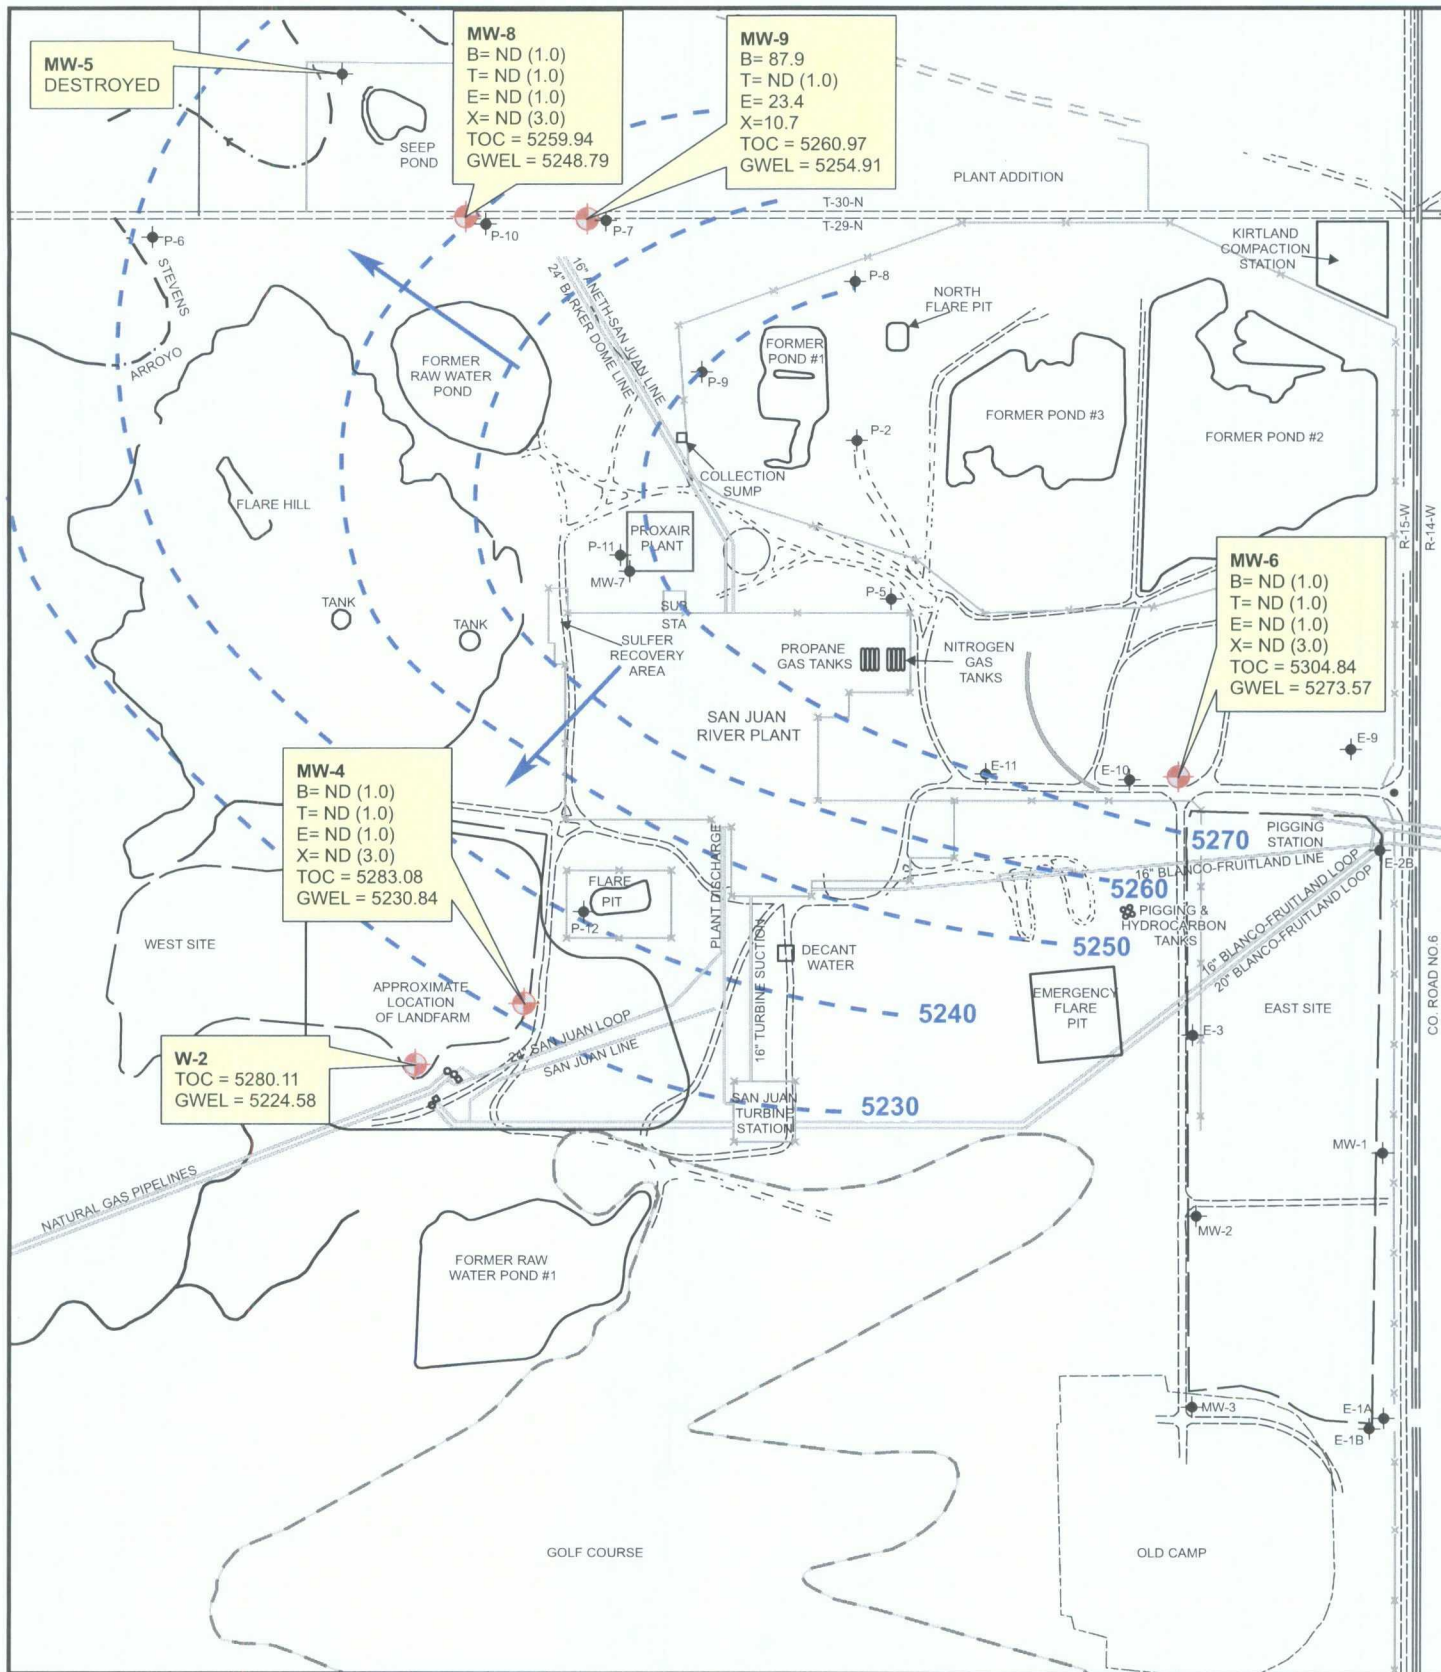 MW-5
DESTROYED
MW-8
B= ND (1.0)
T= ND (1.0)
E= ND (1.0)
X= ND (3.0)
TOC = 5259.94
GWEL = 5248.79
MW-9
B= 87.9
T= ND (1.0)
E= 23.4
X=10.7
TOC = 5260.97
GWEL = 5254.91
SEEP
POND
PLANT ADDITION
T-30-N
T-29-N
P-6
P-10
P-7
STEVENS
ARROYO
KIRTLAND
COMPACTION
STATION
P-8
16" ANETH-SAN JUAN LINE
24" BARKER DOME LINE
NORTH
FLARE PIT
FORMER
RAW WATER
POND
FORMER
POND #1
P-9
FORMER POND #3
FORMER POND #2
P-2
COLLECTION
SUMP
FLARE HILL
PROXAIR
PLANT
P-11
MW-7
R-15-W
R-14-W
MW-6
B= ND (1.0)
T= ND (1.0)
E= ND (1.0)
X= ND (3.0)
TOC = 5304.84
GWEL = 5273.57
TANK
TANK
SUB
STA
P-5
SULFER
RECOVERY
AREA
PROPANE
GAS TANKS
NITROGEN
GAS
TANKS
SAN JUAN
RIVER PLANT
E-9
E-11
E-10
MW-4
B= ND (1.0)
T= ND (1.0)
E= ND (1.0)
X= ND (3.0)
TOC = 5283.08
GWEL = 5230.84
5270
PIGGING
STATION
E-2B
16" BLANCO-FRUITLAND LINE
5260
FLARE
PIT
P-12
PLANT DISCHARGE
PIGGING &
HYDROCARBON
TANKS
16" BLANCO-FRUITLAND LOOP
20" BLANCO-FRUITLAND LOOP
WEST SITE
5250
DECANT
WATER
16" TURBINE SUCTION
CO. ROAD NO.6
APPROXIMATE
LOCATION
OF LANDFARM
EMERGENCY
FLARE
PIT
EAST SITE
5240
E-3
24" SAN JUAN LOOP
SAN JUAN LINE
W-2
TOC = 5280.11
GWEL = 5224.58
SAN JUAN
TURBINE
STATION
5230
MW-1
NATURAL GAS PIPELINES
MW-2
FORMER RAW
WATER POND #1
MW-3
E-1A
E-1B
GOLF COURSE
OLD CAMP